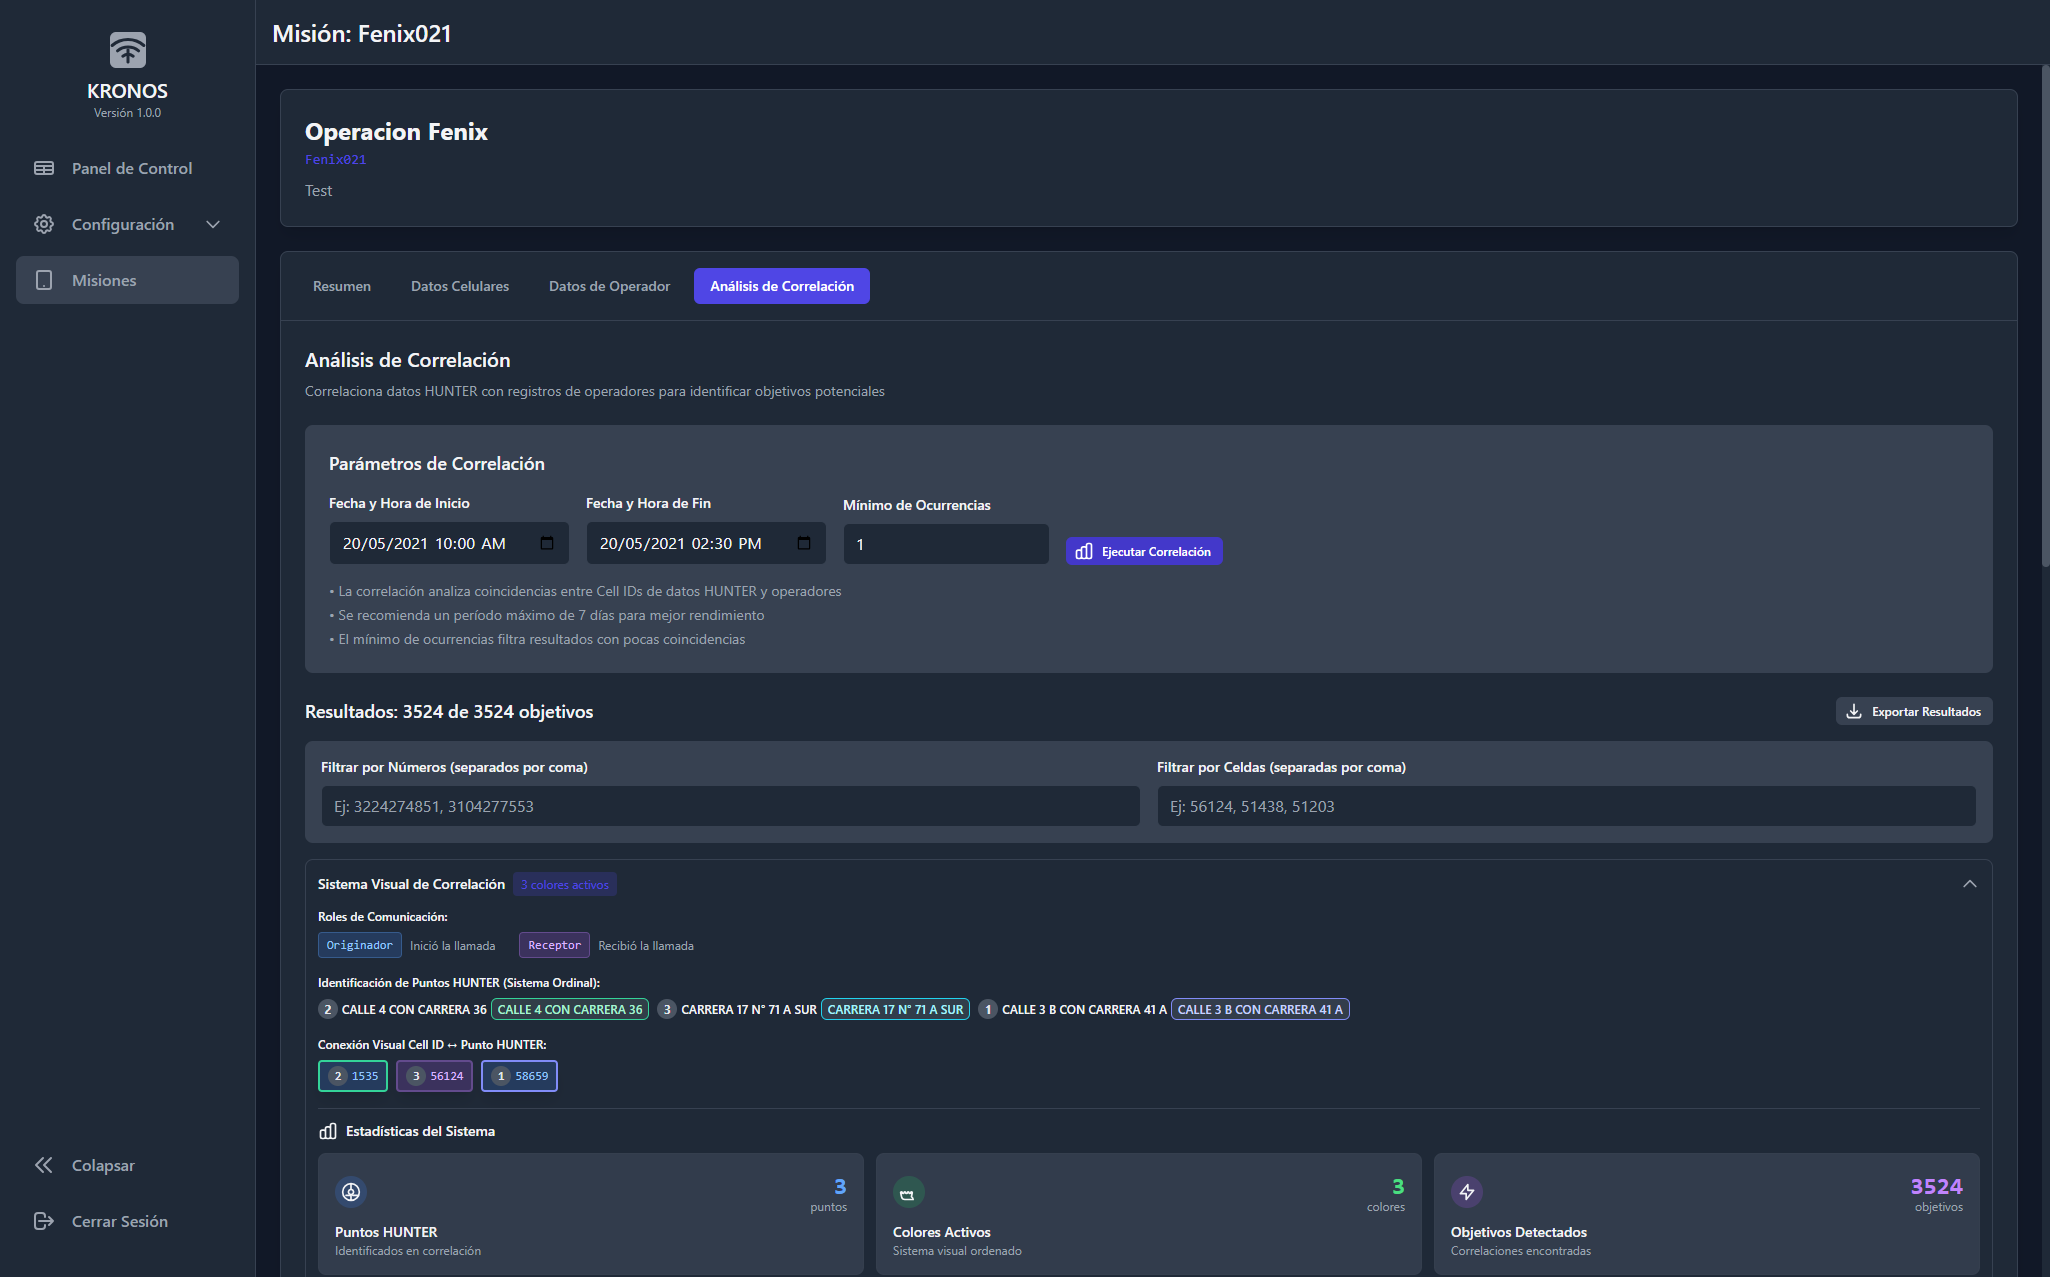 KRONOS
Versión 1.0.0
Panel de Control
Configuración
Misiones
Colapsar
Cerrar Sesión
Misión: Fenix021
Operacion Fenix
Fenix021
Test
Resumen
Datos Celulares
Datos de Operador
Análisis de Correlación
Análisis de Correlación
Correlaciona datos HUNTER con registros de operadores para identificar objetivos potenciales
Parámetros de Correlación
Fecha y Hora de Inicio
20/05/2021 10:00 AM
Fecha y Hora de Fin
20/05/2021 02:30 PM
Mínimo de Ocurrencias
1
Ejecutar Correlación
• La correlación analiza coincidencias entre Cell IDs de datos HUNTER y operadores
• Se recomienda un período máximo de 7 días para mejor rendimiento
• El mínimo de ocurrencias filtra resultados con pocas coincidencias
Resultados: 3524 de 3524 objetivos
Exportar Resultados
Filtrar por Números (separados por coma)
Ej: 3224274851, 3104277553
Filtrar por Celdas (separadas por coma)
Ej: 56124, 51438, 51203
Sistema Visual de Correlación 3 colores activos
Roles de Comunicación:
Originador Inició la llamada Receptor Recibió la llamada
Identificación de Puntos HUNTER (Sistema Ordinal):
2 CALLE 4 CON CARRERA 36 CALLE 4 CON CARRERA 36 3 CARRERA 17 N° 71 A SUR CARRERA 17 N° 71 A SUR 1 CALLE 3 B CON CARRERA 41 A CALLE 3 B CON CARRERA 41 A
Conexión Visual Cell ID ↔ Punto HUNTER:
2 1535 3 56124 1 58659
Estadísticas del Sistema
3
puntos
Puntos HUNTER
Identificados en correlación
3
colores
Colores Activos
Sistema visual ordenado
3524
objetivos
Objetivos Detectados
Correlaciones encontradas